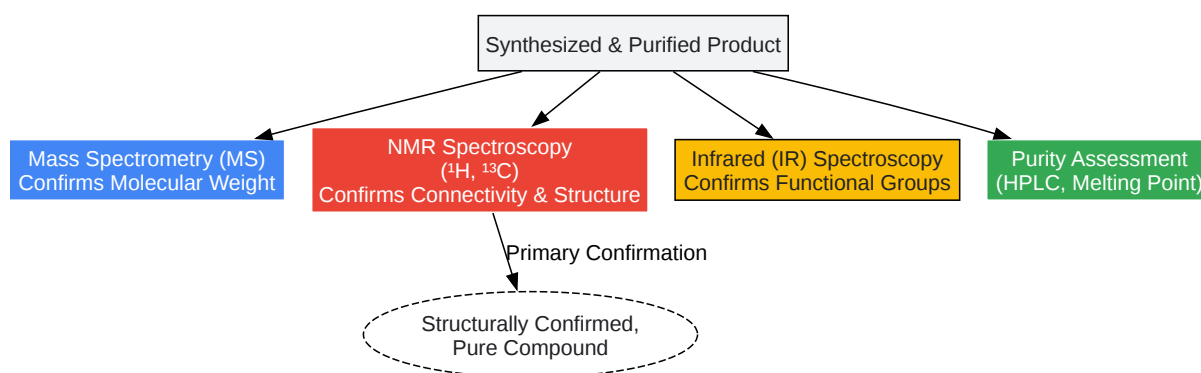 Synthesized & Purified Product
Mass Spectrometry (MS)
Confirms Molecular Weight
NMR Spectroscopy
(¹H, ¹³C)
Confirms Connectivity & Structure
Infrared (IR) Spectroscopy
Confirms Functional Groups
Purity Assessment
(HPLC, Melting Point)
Primary Confirmation
Structurally Confirmed,
Pure Compound